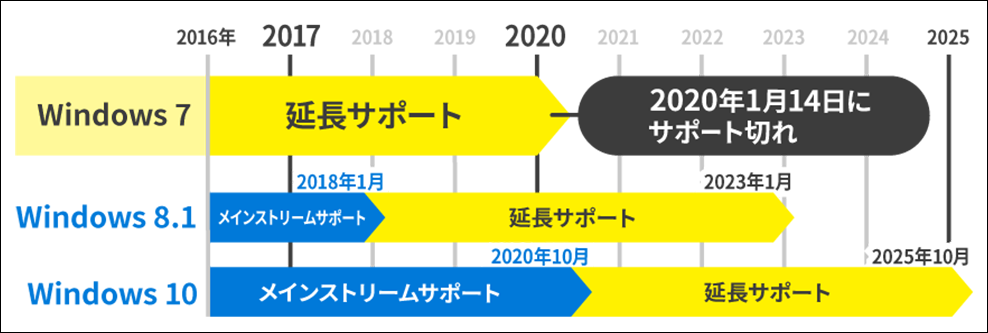 2016年 2017 2018 2019 2020 2021 2022 2023 2024 2025
Windows 7
延長サポート
2020年1月14日に
サポート切れ
2018年1月
2023年1月
Windows 8.1
メインストリームサポート
延長サポート
2020年10月
2025年10月
Windows 10
メインストリームサポート
延長サポート